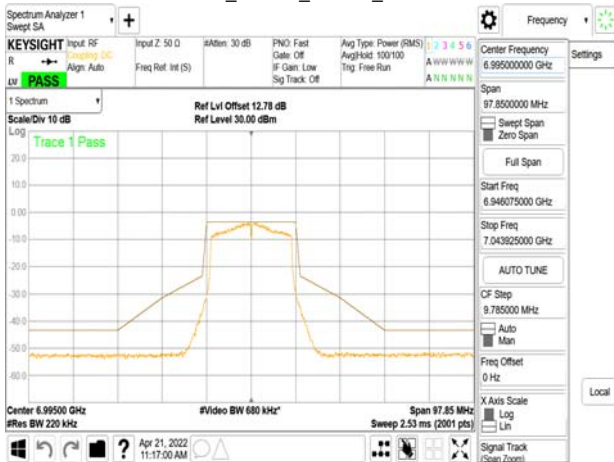 Spectrum Analyzer 1
Swept SA
+
Frequency
KEYSIGHT
R
LV PASS
Input: RF
Coupling: DC
Align: Auto
Input Z: 50 Ω
Freq Ref: Int (S)
#Atten: 30 dB
PNO: Fast
Gate: Off
IF Gain: Low
Sig Track: Off
Avg Type: Power (RMS)
Avg|Hold: 100/100
Trig: Free Run
1 2 3 4 5 6
A W W W W W
A N N N N N
1 Spectrum
Scale/Div 10 dB
Ref Lvl Offset 12.78 dB
Ref Level 30.00 dBm
Log
Trace 1 Pass
20.0
10.0
0.00
-10.0
-20.0
-30.0
-40.0
-50.0
-60.0
Center 6.99500 GHz
#Res BW 220 kHz
#Video BW 680 kHz*
Span 97.85 MHz
Sweep 2.53 ms (2001 pts)
?
Apr 21, 2022
11:17:00 AM
Center Frequency
6.995000000 GHz
Settings
Span
97.8500000 MHz
Swept Span
Zero Span
Full Span
Start Freq
6.946075000 GHz
Stop Freq
7.043925000 GHz
AUTO TUNE
CF Step
9.785000 MHz
Auto
Man
Freq Offset
0 Hz
Local
X Axis Scale
Log
Lin
Signal Track
(Span Zoom)